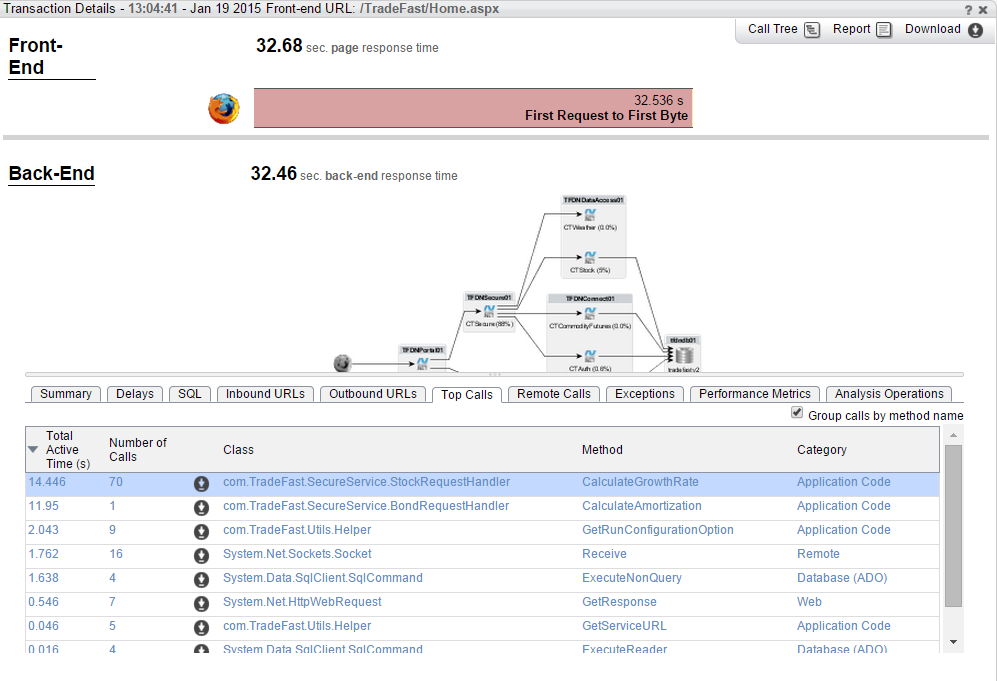 Transaction Details - 13:04:41 - Jan 19 2015 Front-end URL: /TradeFast/Home.aspx
?
Call Tree Report Download
Front-
End
32.68 sec. page response time
32.536 s
First Request to First Byte
Back-End
32.46 sec. back-end response time
TFDNDataAccess01
CTWeather (0.0%)
CTStock (5%)
TFDNSecure01
CTSecure (88%)
TFDNConnect01
CTCommodityFutures (0.0%)
CTAuth (0.6%)
TFDNPortal01
tfdndb01
tradefastv2
Summary Delays SQL Inbound URLs Outbound URLs Top Calls Remote Calls Exceptions Performance Metrics Analysis Operations
Group calls by method name
Total
Active
Time (s)
Number of
Calls
Class Method Category
14.446 70 com.TradeFast.SecureService.StockRequestHandler CalculateGrowthRate Application Code
11.95 1 com.TradeFast.SecureService.BondRequestHandler CalculateAmortization Application Code
2.043 9 com.TradeFast.Utils.Helper GetRunConfigurationOption Application Code
1.762 16 System.Net.Sockets.Socket Receive Remote
1.638 4 System.Data.SqlClient.SqlCommand ExecuteNonQuery Database (ADO)
0.546 7 System.Net.HttpWebRequest GetResponse Web
0.046 5 com.TradeFast.Utils.Helper GetServiceURL Application Code
0.016 4 System.Data.SqlClient.SqlCommand ExecuteReader Database (ADO)